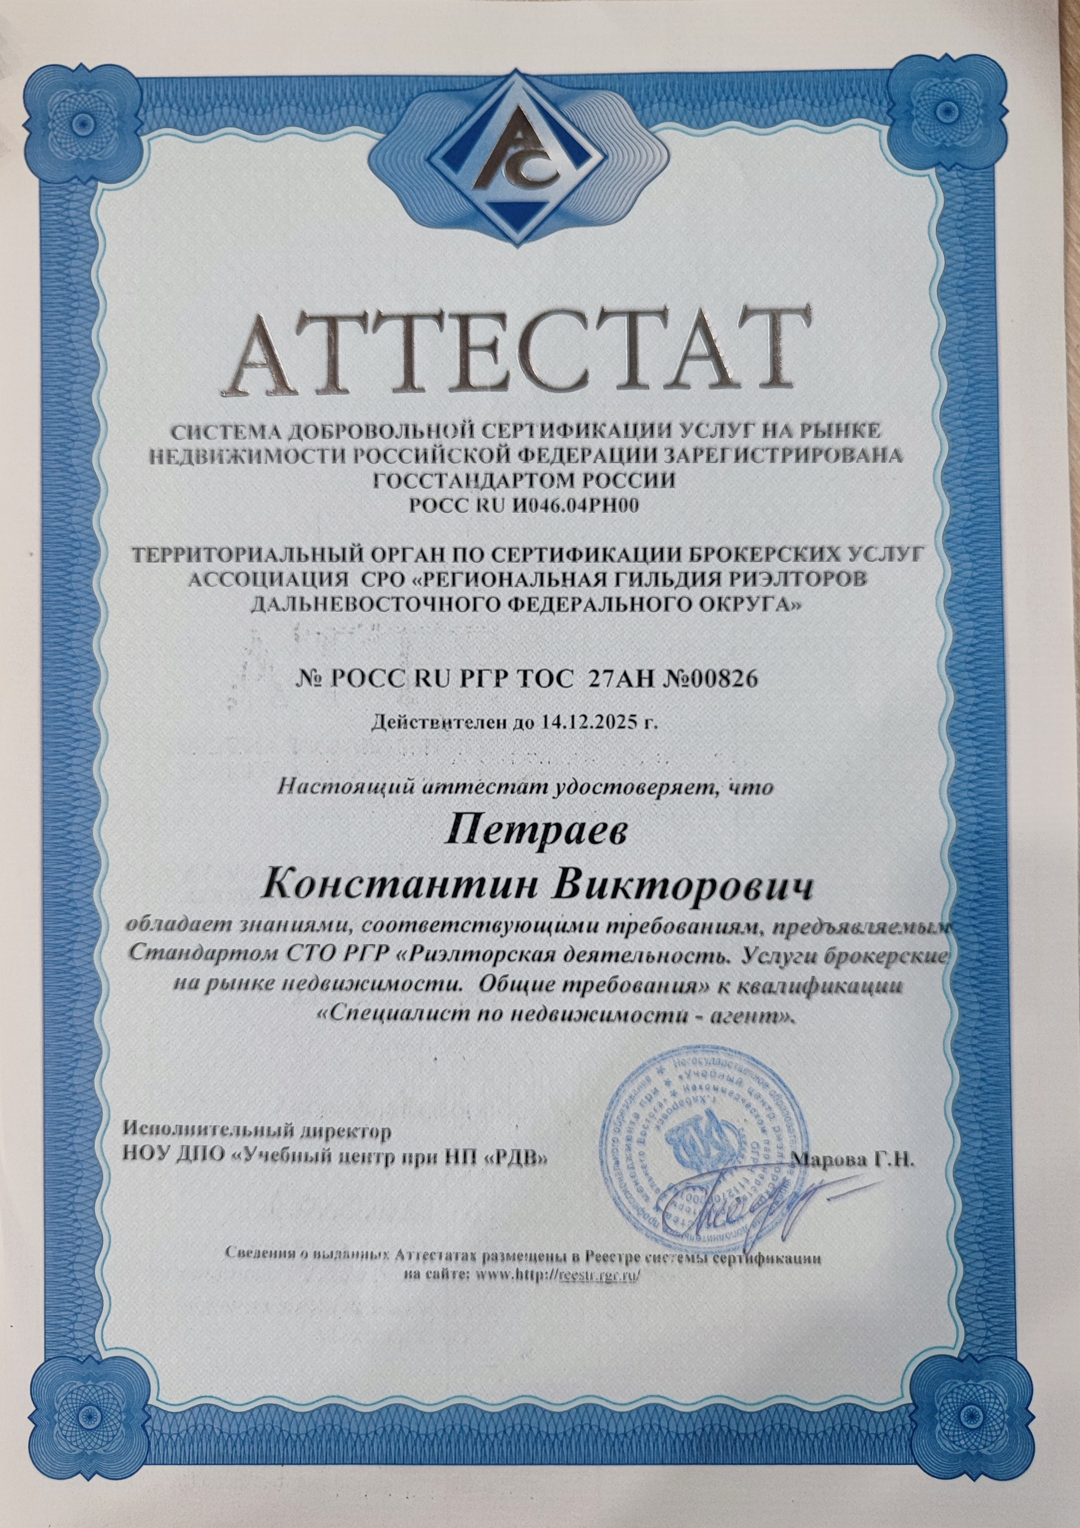 АС
АТТЕСТАТ
СИСТЕМА ДОБРОВОЛЬНОЙ СЕРТИФИКАЦИИ УСЛУГ НА РЫНКЕ
НЕДВИЖИМОСТИ РОССИЙСКОЙ ФЕДЕРАЦИИ ЗАРЕГИСТРИРОВАНА
ГОССТАНДАРТОМ РОССИИ
РОСС RU И046.04РН00
ТЕРРИТОРИАЛЬНЫЙ ОРГАН ПО СЕРТИФИКАЦИИ БРОКЕРСКИХ УСЛУГ
АССОЦИАЦИЯ СРО «РЕГИОНАЛЬНАЯ ГИЛЬДИЯ РИЭЛТОРОВ
ДАЛЬНЕВОСТОЧНОГО ФЕДЕРАЛЬНОГО ОКРУГА»
№ РОСС RU РГР ТОС 27АН №00826
Действителен до 14.12.2025 г.
Настоящий аттестат удостоверяет, что
Петраев
Константин Викторович
обладает знаниями, соответствующими требованиям, предъявляемым
Стандартом СТО РГР «Риэлторская деятельность. Услуги брокерские
на рынке недвижимости. Общие требования» к квалификации
«Специалист по недвижимости - агент».
Исполнительный директор
НОУ ДПО «Учебный центр при НП «РДВ»
Марова Г.Н.
Сведения о выданных Аттестатах размещены в Реестре системы сертификации
на сайте: www.http://reestr.rgr.ru/